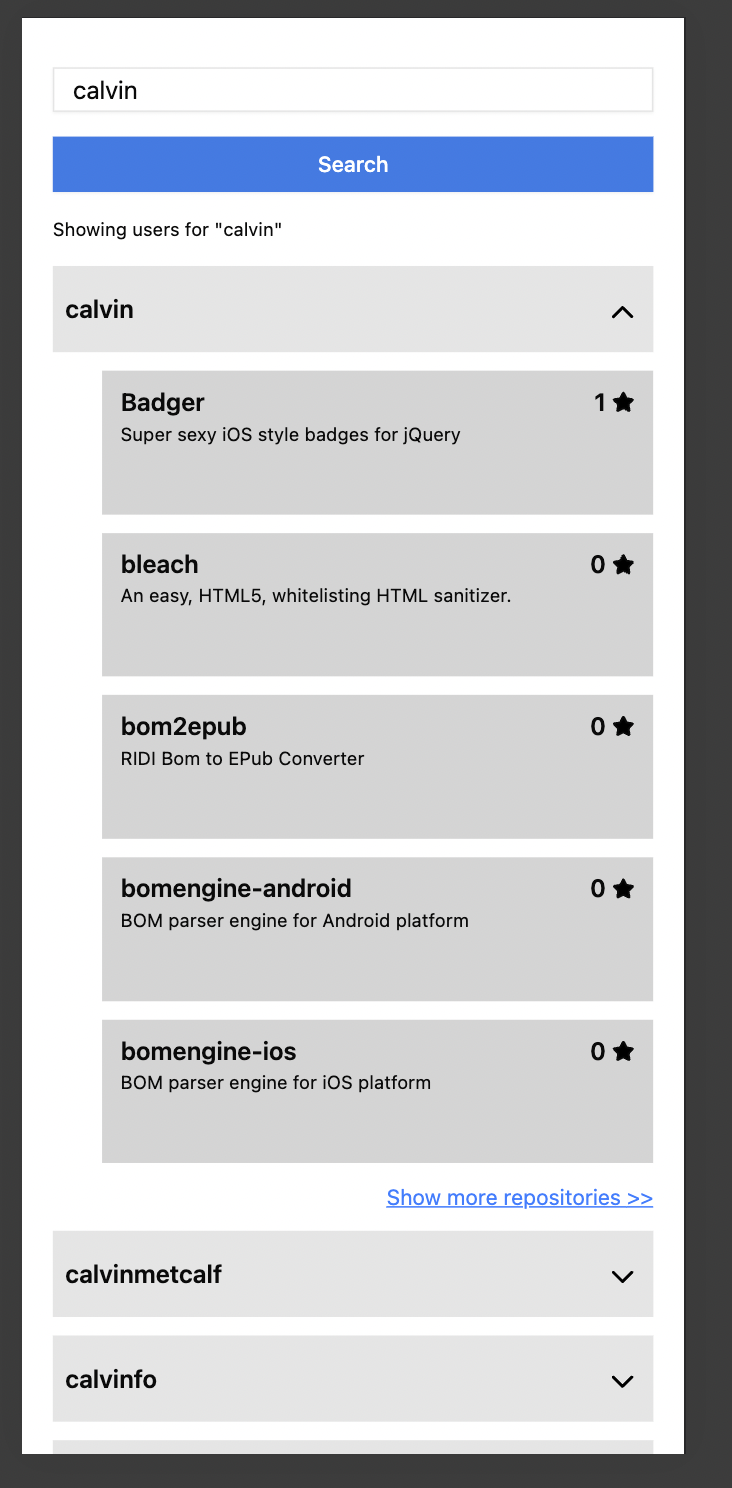 calvin
Search
Showing users for "calvin"
calvin
Badger 1
Super sexy iOS style badges for jQuery
bleach 0
An easy, HTML5, whitelisting HTML sanitizer.
bom2epub 0
RIDI Bom to EPub Converter
bomengine-android 0
BOM parser engine for Android platform
bomengine-ios 0
BOM parser engine for iOS platform
Show more repositories >>
calvinmetcalf
calvinfo